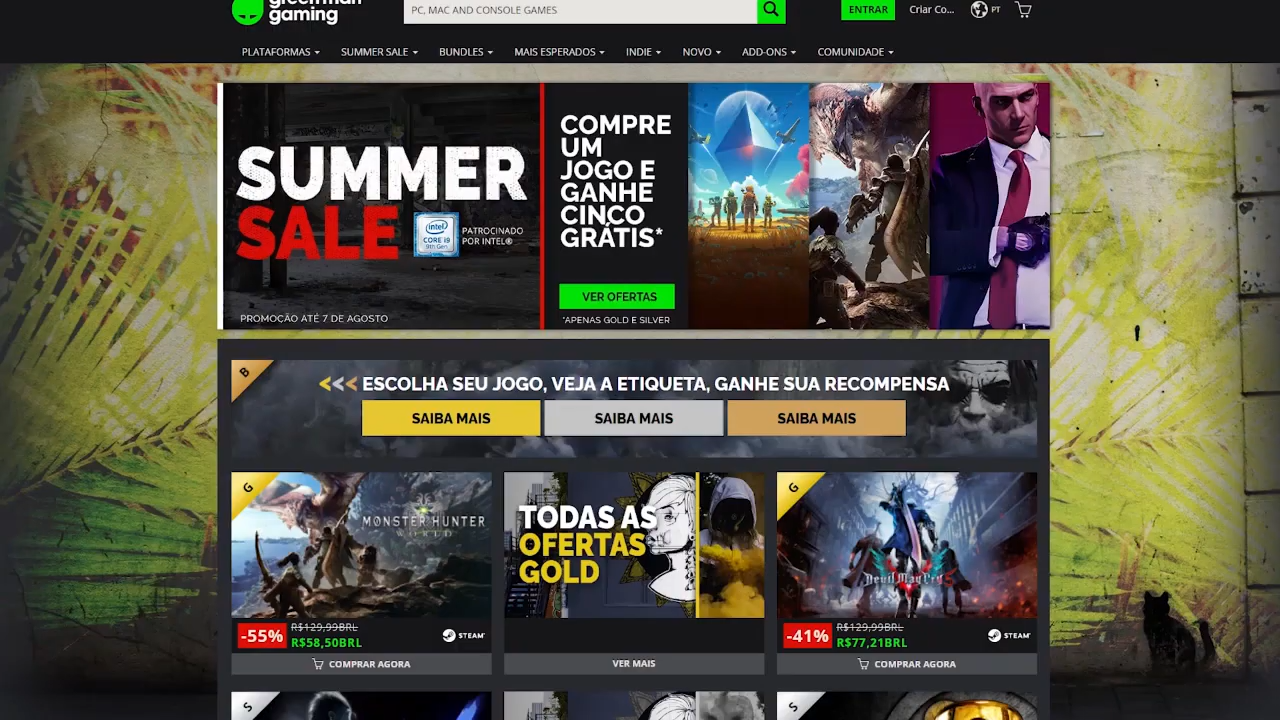 greenman
gaming
PC, MAC AND CONSOLE GAMES
ENTRAR
Criar Co...
PT
PLATAFORMAS
SUMMER SALE
BUNDLES
MAIS ESPERADOS
INDIE
NOVO
ADD-ONS
COMUNIDADE
SUMMER
SALE
intel
CORE i9
9th Gen
PATROCINADO
POR INTEL®
PROMOÇÃO ATÉ 7 DE AGOSTO
COMPRE
UM
JOGO E
GANHE
CINCO
GRÁTIS*
VER OFERTAS
*APENAS GOLD E SILVER
B
<<< ESCOLHA SEU JOGO, VEJA A ETIQUETA, GANHE SUA RECOMPENSA
SAIBA MAIS
SAIBA MAIS
SAIBA MAIS
G
MONSTER HUNTER
WORLD
-55%
R$129,99BRL
R$58,50BRL
STEAM
COMPRAR AGORA
TODAS AS
OFERTAS
GOLD
VER MAIS
G
Devil May Cry
-41%
R$129,99BRL
R$77,21BRL
STEAM
COMPRAR AGORA
S
S